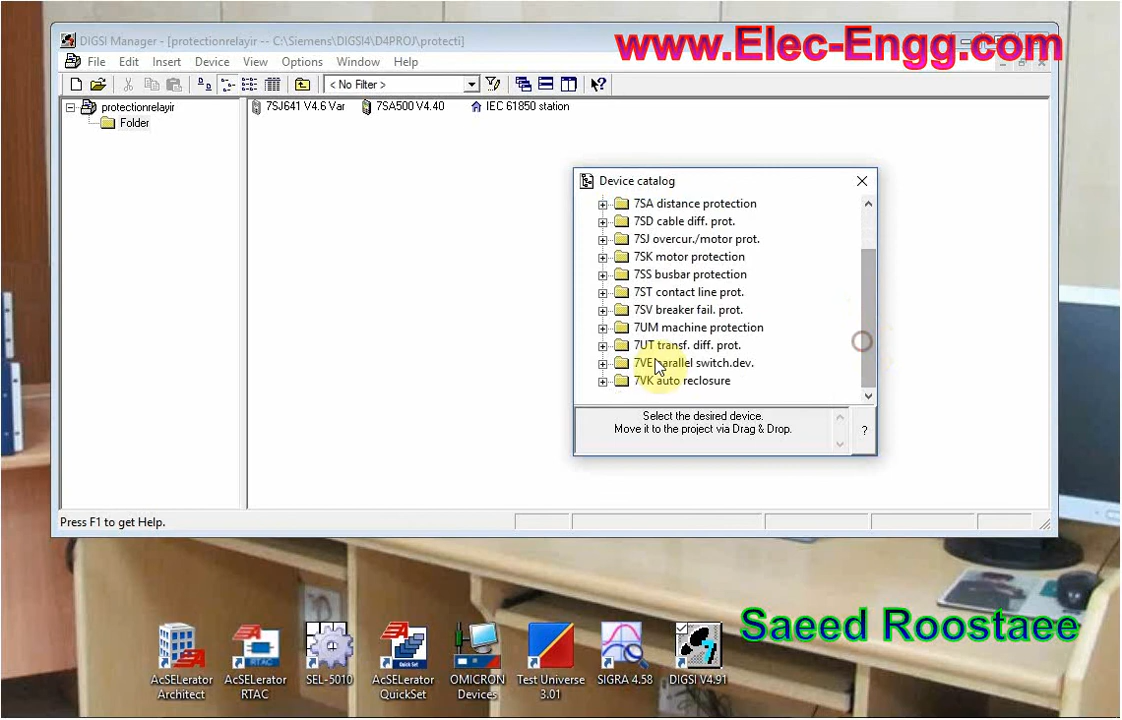 DIGSI Manager - [protectionrelayir -- C:\Siemens\DIGSI4\D4PROJ\protecti]
www.Elec-Engg.com
File Edit Insert Device View Options Window Help
< No Filter >
protectionrelayir
Folder
7SJ641 V4.6 Var 7SA500 V4.40 IEC 61850 station
Device catalog
7SA distance protection
7SD cable diff. prot.
7SJ overcur./motor prot.
7SK motor protection
7SS busbar protection
7ST contact line prot.
7SV breaker fail. prot.
7UM machine protection
7UT transf. diff. prot.
7VE parallel switch.dev.
7VK auto reclosure
Select the desired device.
Move it to the project via Drag & Drop.
?
Press F1 to get Help.
Saeed Roostaee
AcSELerator Architect
AcSELerator RTAC
SEL-5010
AcSELerator QuickSet
OMICRON Devices
Test Universe 3.01
SIGRA 4.58
DIGSI V4.91